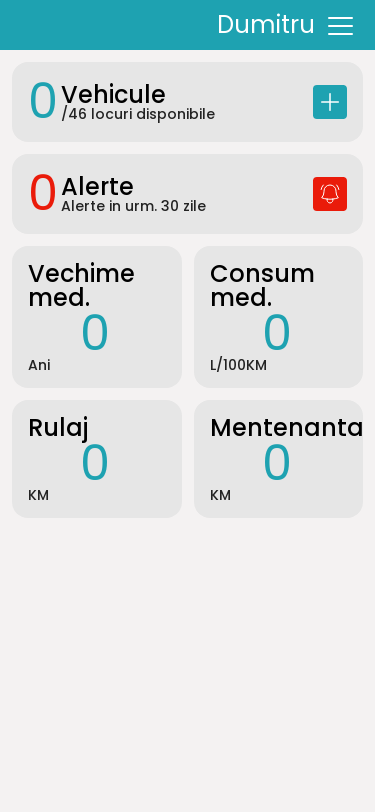 Dumitru
0 Vehicule
/46 locuri disponibile
0 Alerte
Alerte in urm. 30 zile
Vechime
med.
0
Ani
Consum
med.
0
L/100KM
Rulaj
0
KM
Mentenanta
0
KM